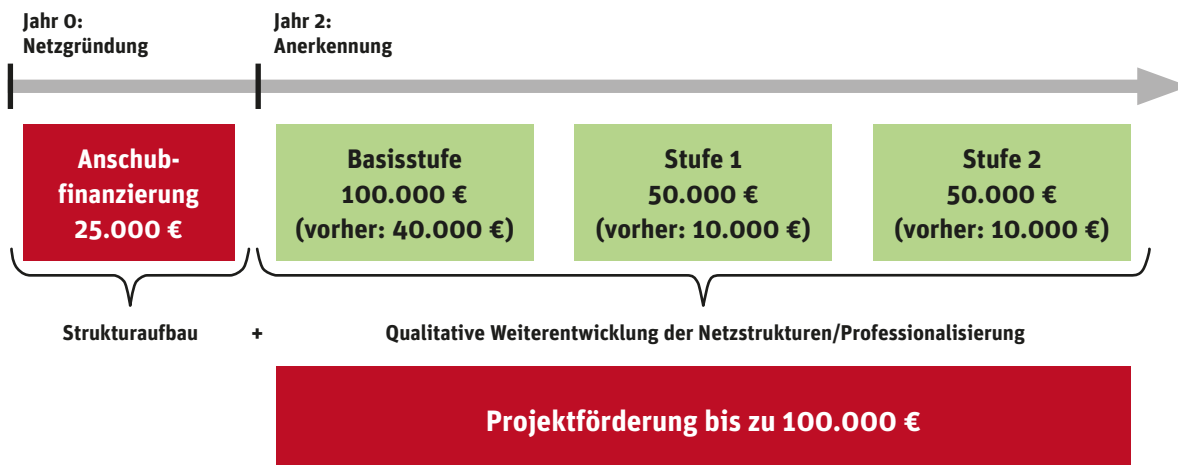 Jahr 0:
Netzgründung
Jahr 2:
Anerkennung
Anschub-
finanzierung
25.000 €
Basisstufe
100.000 €
(vorher: 40.000 €)
Stufe 1
50.000 €
(vorher: 10.000 €)
Stufe 2
50.000 €
(vorher: 10.000 €)
Strukturaufbau + Qualitative Weiterentwicklung der Netzstrukturen/Professionalisierung
Projektförderung bis zu 100.000 €